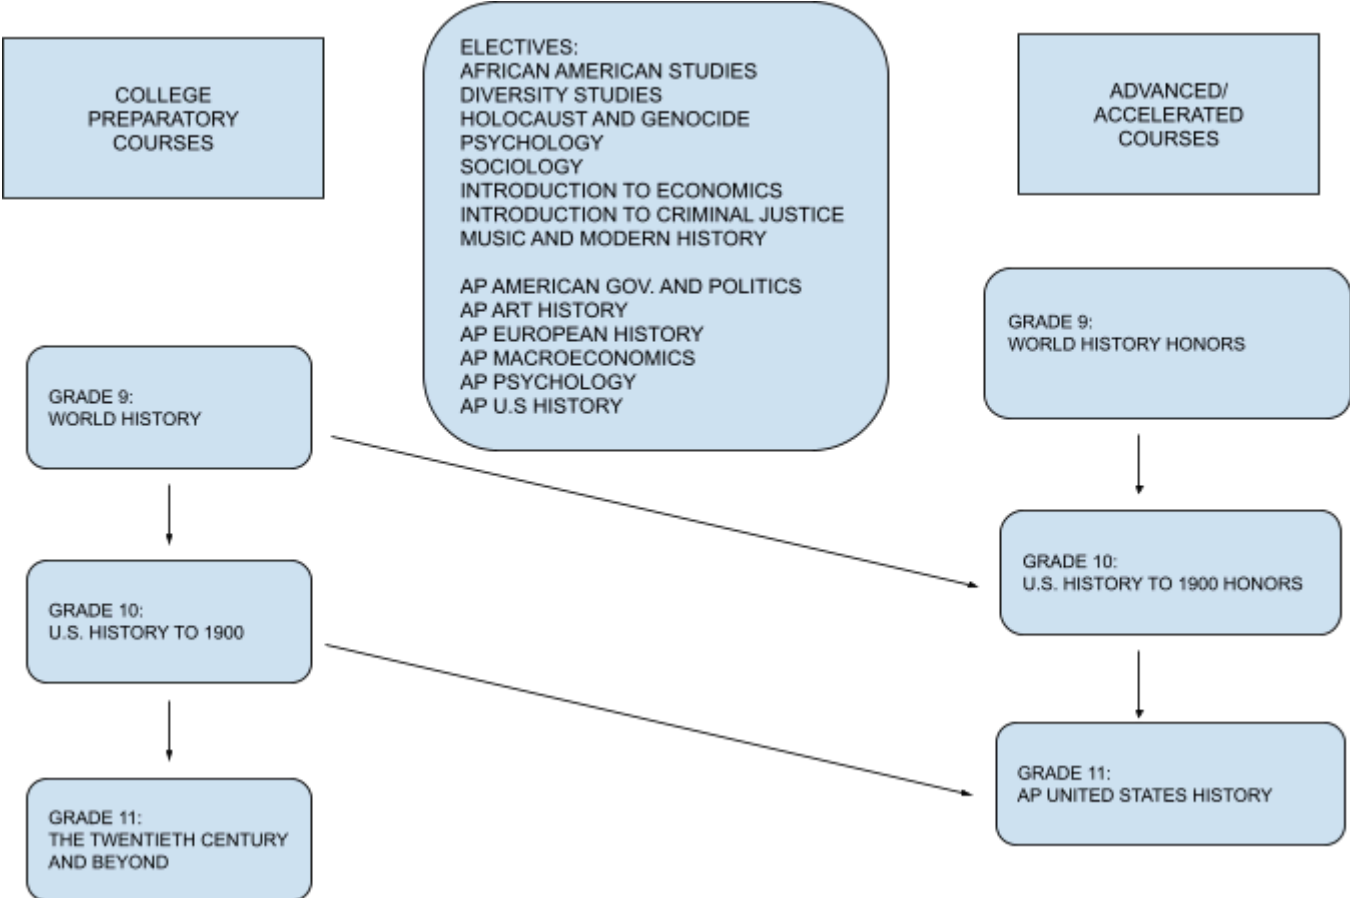 COLLEGE
PREPARATORY
COURSES
ELECTIVES:
AFRICAN AMERICAN STUDIES
DIVERSITY STUDIES
HOLOCAUST AND GENOCIDE
PSYCHOLOGY
SOCIOLOGY
INTRODUCTION TO ECONOMICS
INTRODUCTION TO CRIMINAL JUSTICE
MUSIC AND MODERN HISTORY
AP AMERICAN GOV. AND POLITICS
AP ART HISTORY
AP EUROPEAN HISTORY
AP MACROECONOMICS
AP PSYCHOLOGY
AP U.S HISTORY
ADVANCED/
ACCELERATED
COURSES
GRADE 9:
WORLD HISTORY
GRADE 9:
WORLD HISTORY HONORS
GRADE 10:
U.S. HISTORY TO 1900
GRADE 10:
U.S. HISTORY TO 1900 HONORS
GRADE 11:
THE TWENTIETH CENTURY
AND BEYOND
GRADE 11:
AP UNITED STATES HISTORY